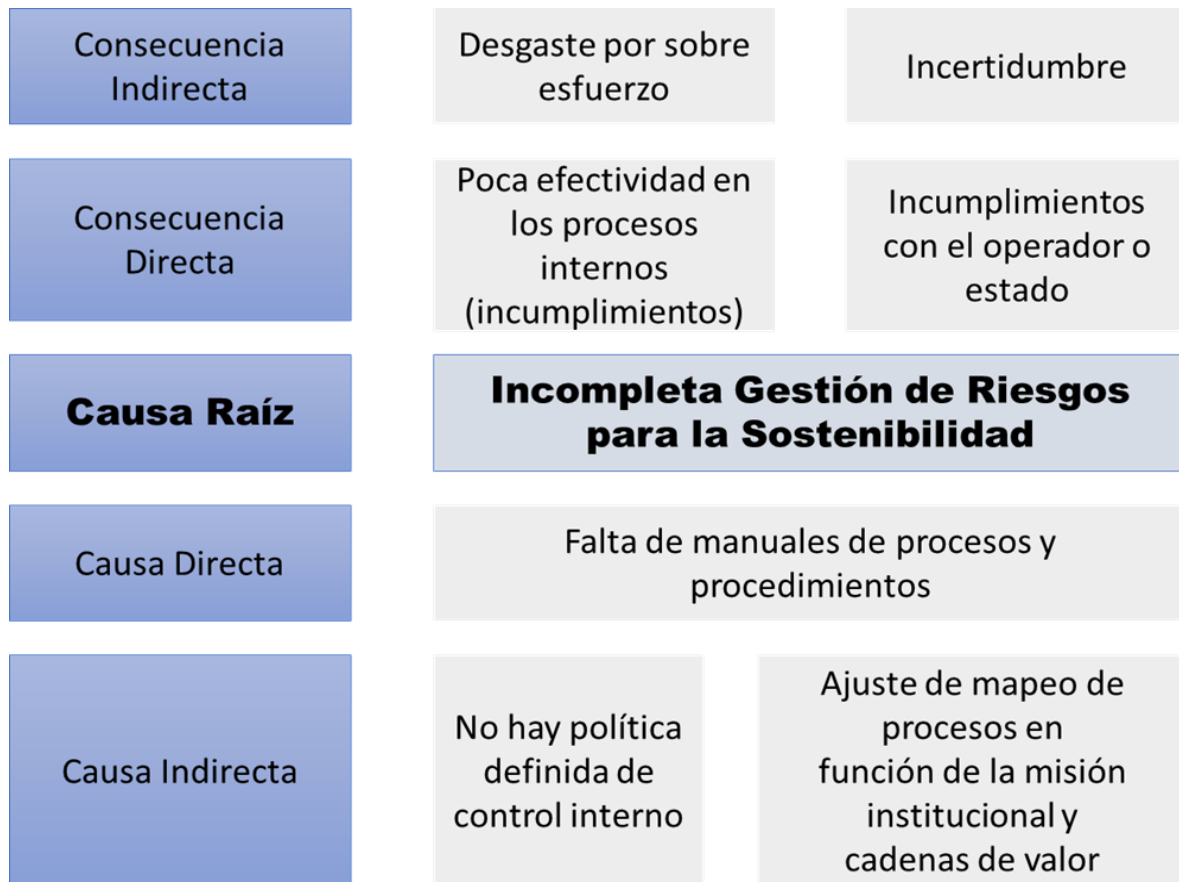 Consecuencia
Indirecta
Desgaste por sobre
esfuerzo
Incertidumbre
Consecuencia
Directa
Poca efectividad en
los procesos
internos
(incumplimientos)
Incumplimientos
con el operador o
estado
Causa Raíz
Incompleta Gestión de Riesgos
para la Sostenibilidad
Causa Directa
Falta de manuales de procesos y
procedimientos
Causa Indirecta
No hay política
definida de
control interno
Ajuste de mapeo de
procesos en
función de la misión
institucional y
cadenas de valor